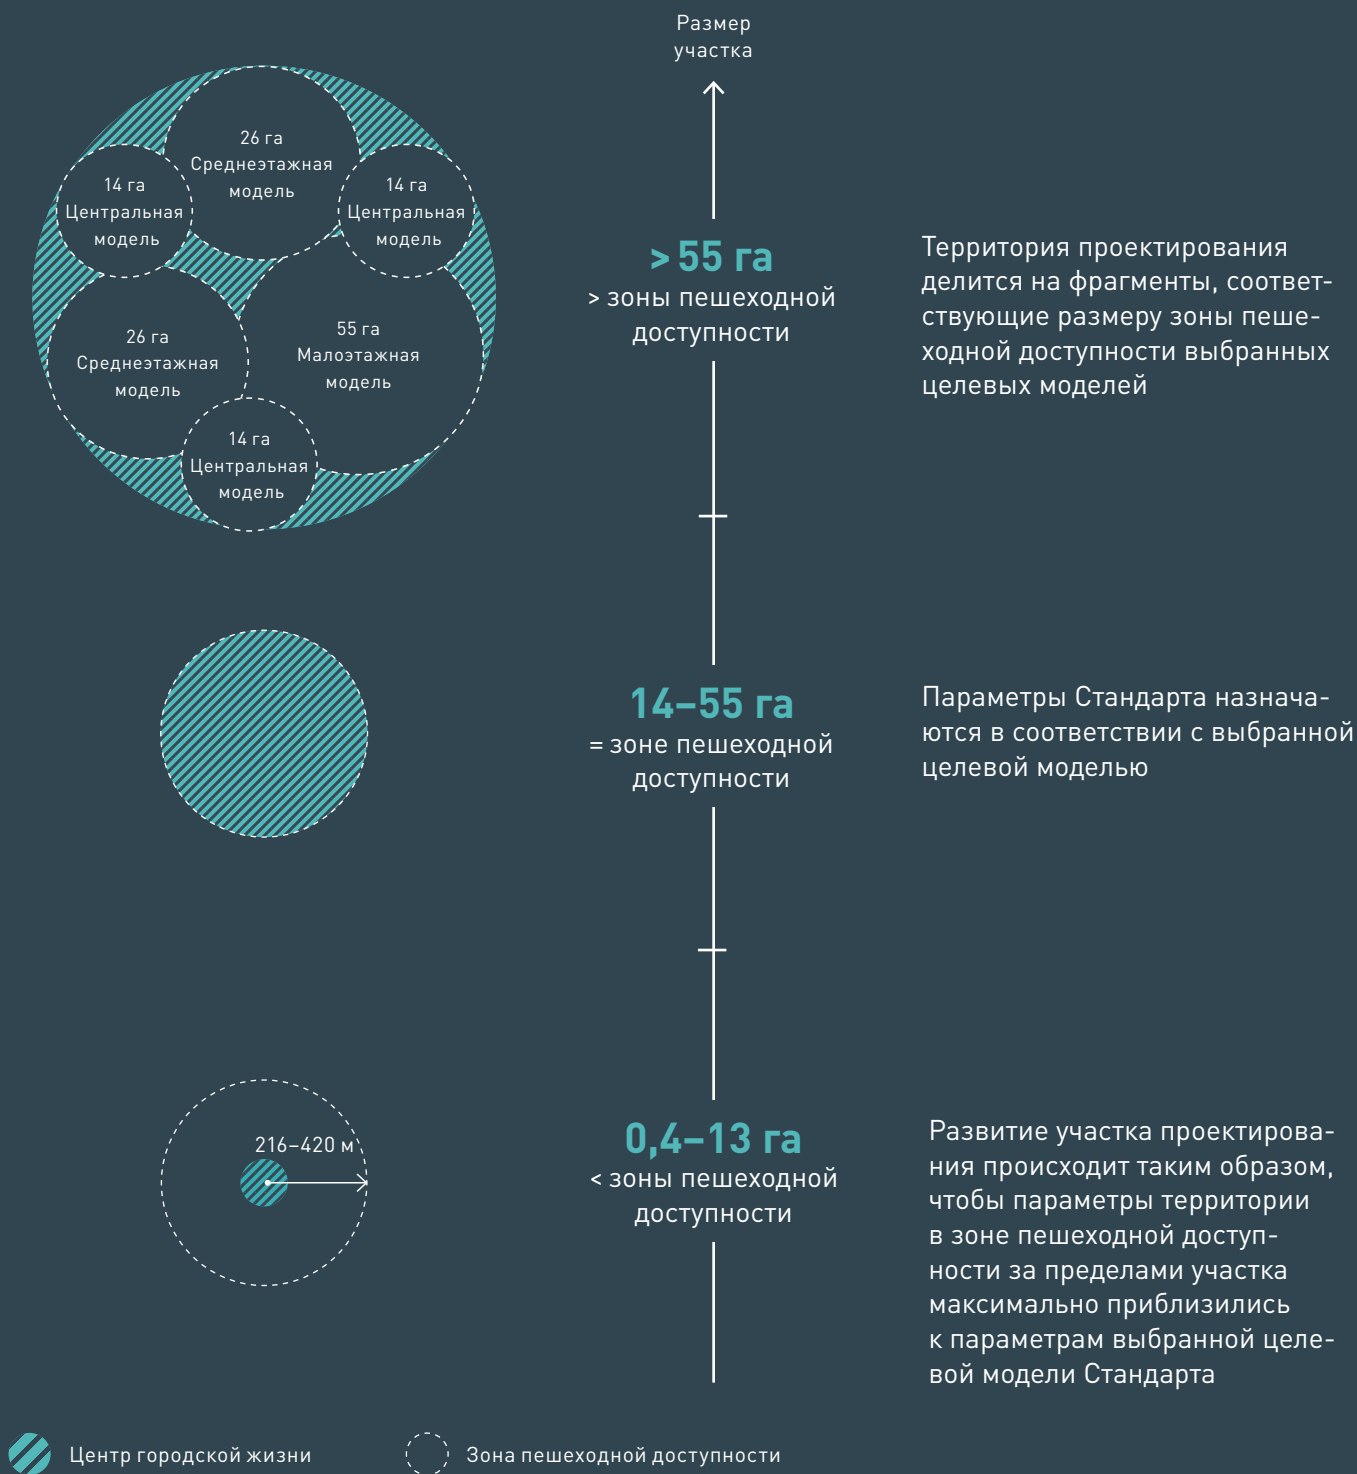 Размер
участка
26 га
Среднеэтажная
модель
14 га
Центральная
модель
14 га
Центральная
модель
26 га
Среднеэтажная
модель
55 га
Малоэтажная
модель
14 га
Центральная
модель
> 55 га
> зоны пешеходной
доступности
Территория проектирования
делится на фрагменты, соответ-
ствующие размеру зоны пеше-
ходной доступности выбранных
целевых моделей
14–55 га
= зоне пешеходной
доступности
Параметры Стандарта назнача-
ются в соответствии с выбранной
целевой моделью
216–420 м
0,4–13 га
< зоны пешеходной
доступности
Развитие участка проектирова-
ния происходит таким образом,
чтобы параметры территории
в зоне пешеходной доступ-
ности за пределами участка
максимально приблизились
к параметрам выбранной целе-
вой модели Стандарта
Центр городской жизни
Зона пешеходной доступности